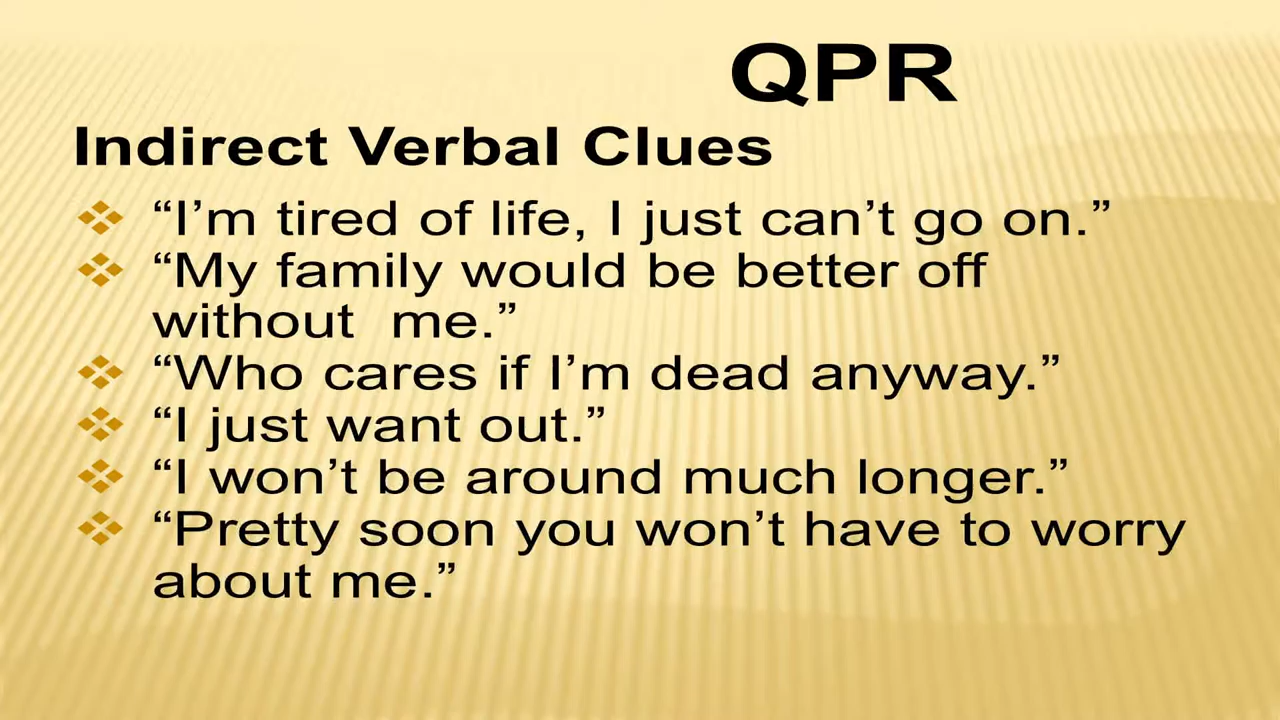 QPR
Indirect Verbal Clues
❖ “I’m tired of life, I just can’t go on.”
❖ “My family would be better off
without  me.”
❖ “Who cares if I’m dead anyway.”
❖ “I just want out.”
❖ “I won’t be around much longer.”
❖ “Pretty soon you won’t have to worry
about me.”